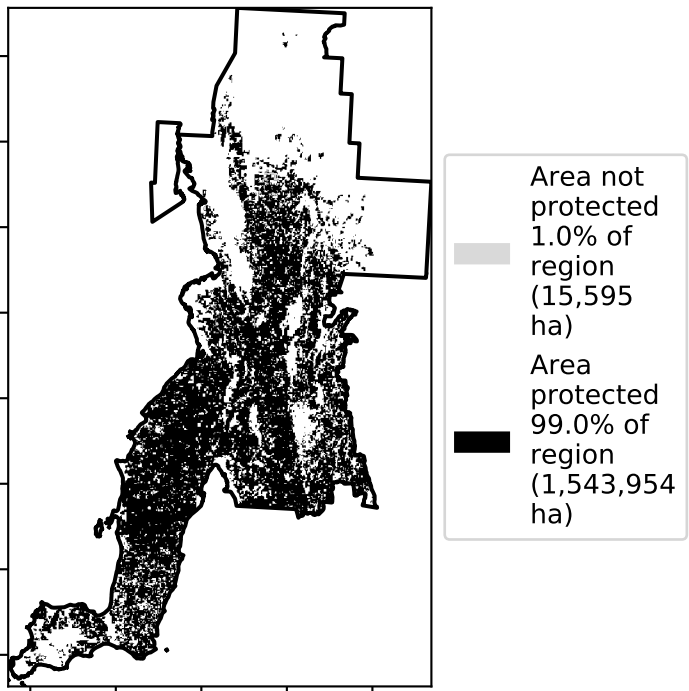 Area not
protected
1.0% of
region
(15,595
ha)
Area
protected
99.0% of
region
(1,543,954
ha)